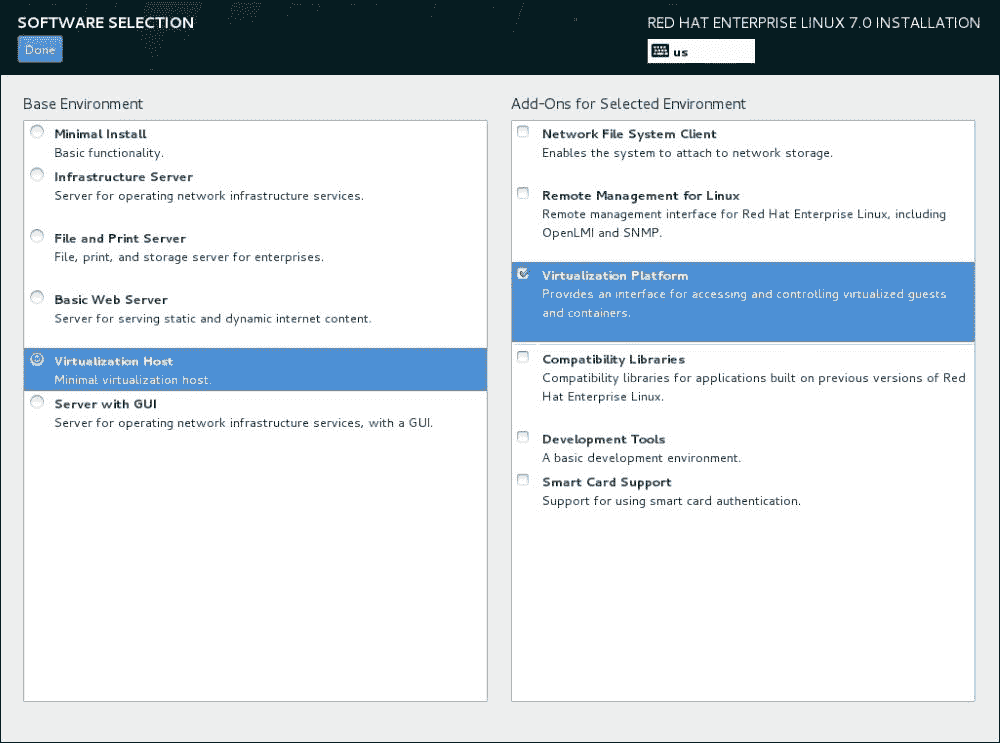 SOFTWARE SELECTION
RED HAT ENTERPRISE LINUX 7.0 INSTALLATION
Done
us
Base Environment
Minimal Install
Basic functionality.
Infrastructure Server
Server for operating network infrastructure services.
File and Print Server
File, print, and storage server for enterprises.
Basic Web Server
Server for serving static and dynamic internet content.
Virtualization Host
Minimal virtualization host.
Server with GUI
Server for operating network infrastructure services, with a GUI.
Add-Ons for Selected Environment
Network File System Client
Enables the system to attach to network storage.
Remote Management for Linux
Remote management interface for Red Hat Enterprise Linux, including
OpenLMI and SNMP.
Virtualization Platform
Provides an interface for accessing and controlling virtualized guests
and containers.
Compatibility Libraries
Compatibility libraries for applications built on previous versions of Red
Hat Enterprise Linux.
Development Tools
A basic development environment.
Smart Card Support
Support for using smart card authentication.